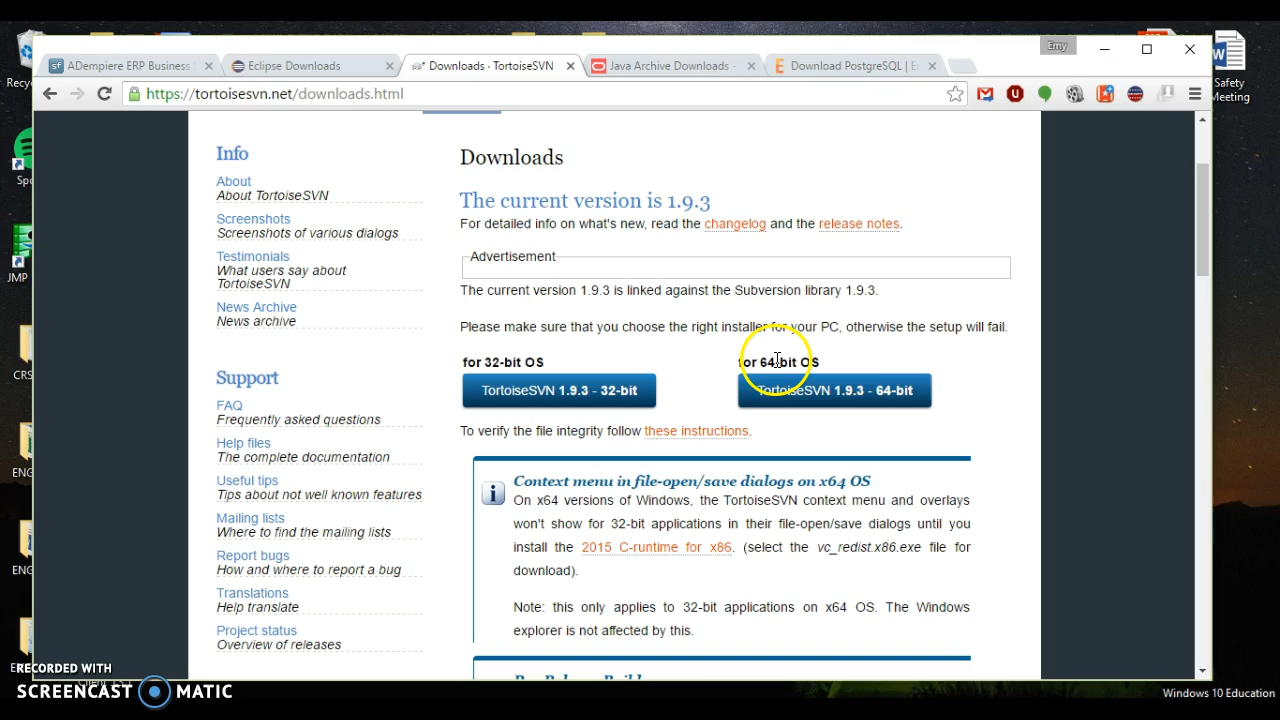 Emy
ADempiere ERP Business
Eclipse Downloads
Downloads · TortoiseSVN
Java Archive Downloads -
Download PostgreSQL | E
https://tortoisesvn.net/downloads.html
Recyc
Spo
JMP
CRS
ENG
ENG
Safety
Meeting
Info
About
About TortoiseSVN
Screenshots
Screenshots of various dialogs
Testimonials
What users say about
TortoiseSVN
News Archive
News archive
Support
FAQ
Frequently asked questions
Help files
The complete documentation
Useful tips
Tips about not well known features
Mailing lists
Where to find the mailing lists
Report bugs
How and where to report a bug
Translations
Help translate
Project status
Overview of releases
Downloads
The current version is 1.9.3
For detailed info on what's new, read the changelog and the release notes.
Advertisement
The current version 1.9.3 is linked against the Subversion library 1.9.3.
Please make sure that you choose the right installer for your PC, otherwise the setup will fail.
for 32-bit OS
for 64-bit OS
TortoiseSVN 1.9.3 - 32-bit
TortoiseSVN 1.9.3 - 64-bit
To verify the file integrity follow these instructions.
Context menu in file-open/save dialogs on x64 OS
On x64 versions of Windows, the TortoiseSVN context menu and overlays
won't show for 32-bit applications in their file-open/save dialogs until you
install the 2015 C-runtime for x86. (select the vc_redist.x86.exe file for
download).
Note: this only applies to 32-bit applications on x64 OS. The Windows
explorer is not affected by this.
RECORDED WITH
SCREENCAST MATIC
Windows 10 Education